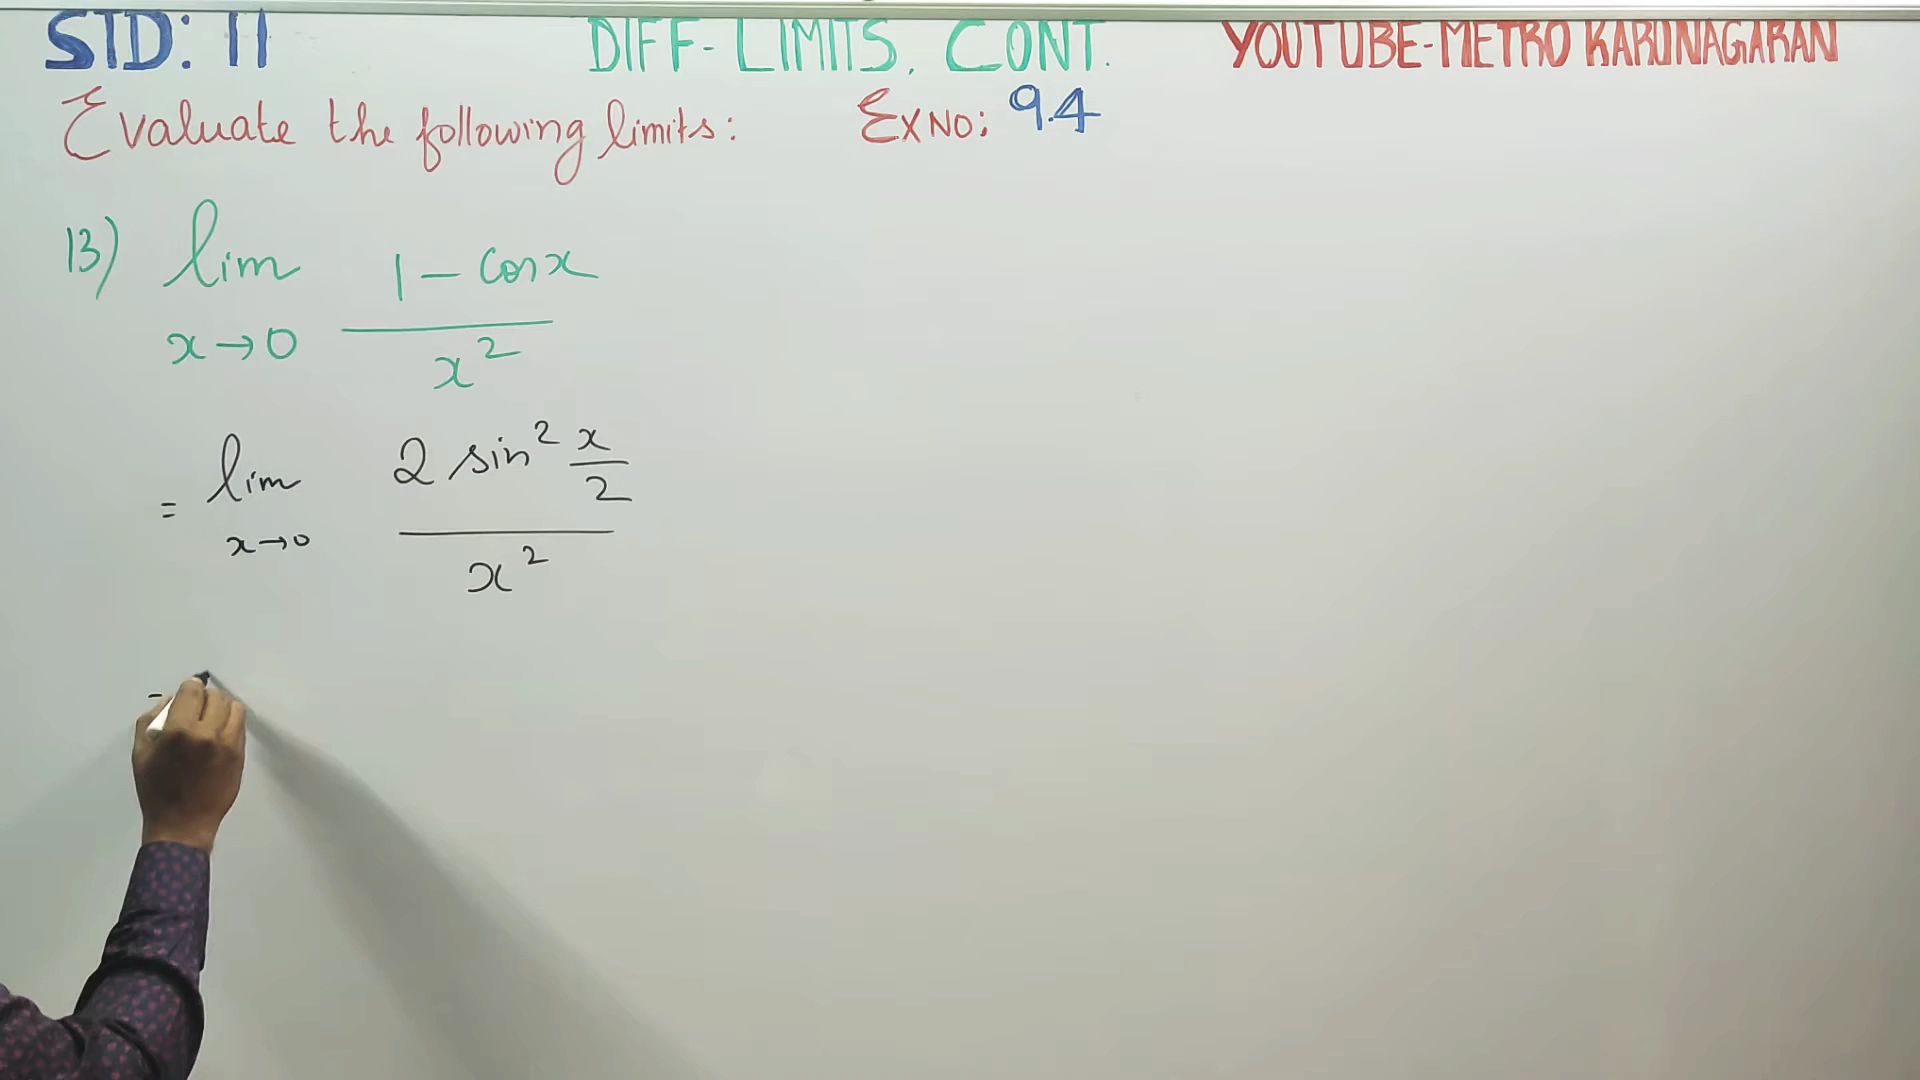 STD: 11 DIFF- LIMITS, CONT. YOUTUBE-METRO KARUNAGARAN
Evaluate the following limits: EX NO: 9.4
13) lim 1 - cos x
x→0 x²
= lim 2 sin² x/2
x→0 x²